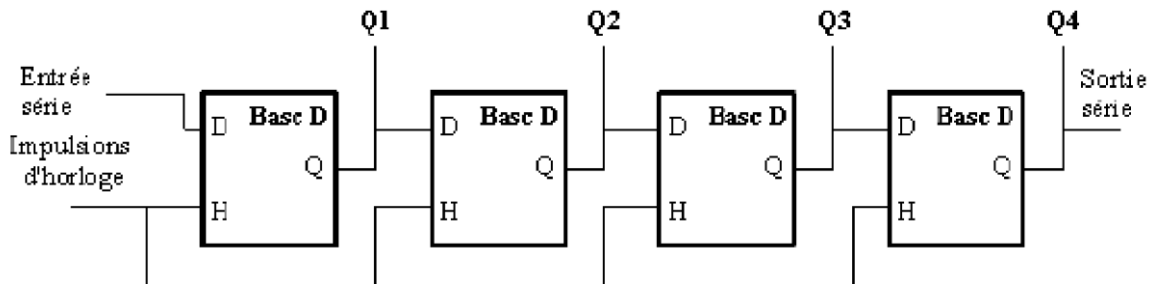 Q1 Q2 Q3 Q4
Entrée
série
Impulsions
d'horloge
Basc D
D
Q
H
Basc D
D
Q
H
Basc D
D
Q
H
Basc D
D
Q
H
Sortie
série